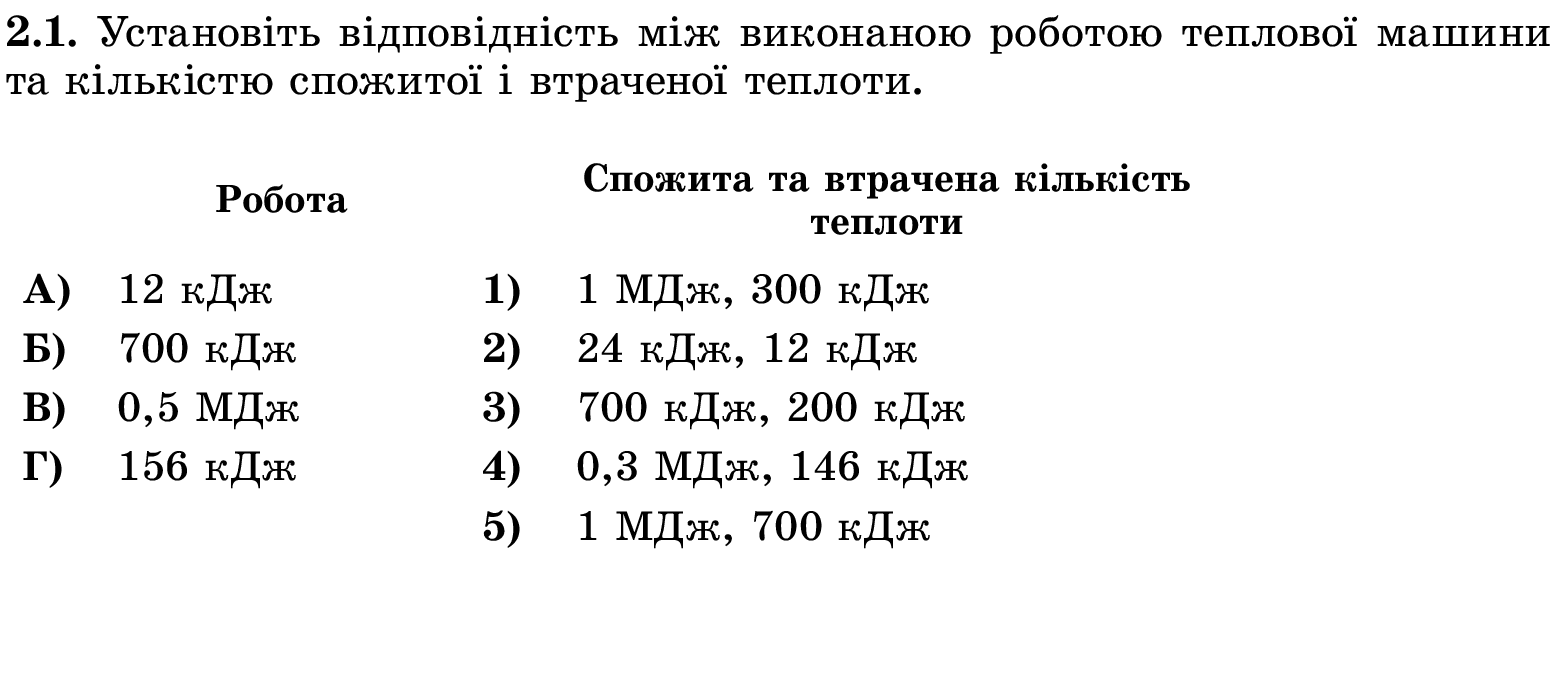 2.1. Установіть відповідність між виконаною роботою теплової машини
та кількістю спожитої і втраченої теплоти.
Робота
Спожита та втрачена кількість
теплоти
А) 12 кДж 1) 1 МДж, 300 кДж
Б) 700 кДж 2) 24 кДж, 12 кДж
В) 0,5 МДж 3) 700 кДж, 200 кДж
Г) 156 кДж 4) 0,3 МДж, 146 кДж
5) 1 МДж, 700 кДж